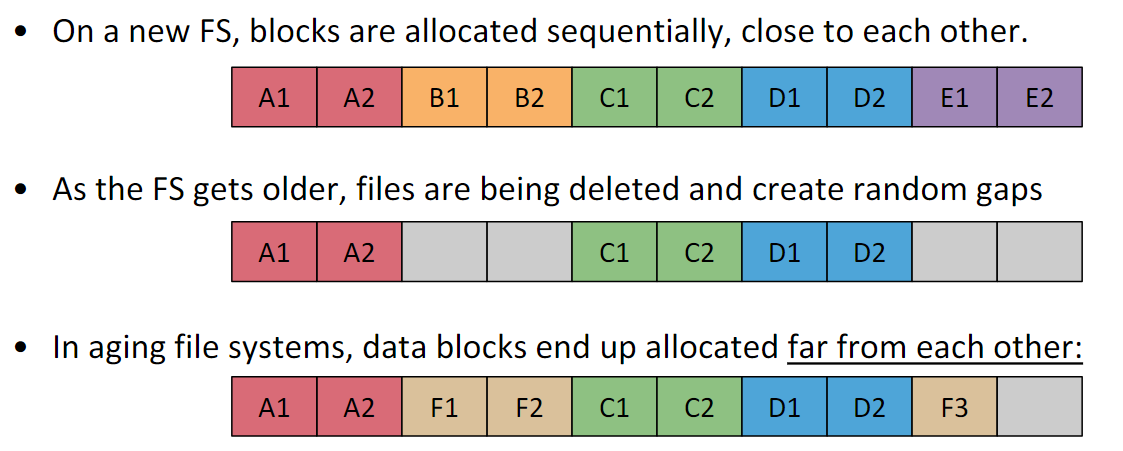 • On a new FS, blocks are allocated sequentially, close to each other.
A1 A2 B1 B2 C1 C2 D1 D2 E1 E2
• As the FS gets older, files are being deleted and create random gaps
A1 A2 C1 C2 D1 D2
• In aging file systems, data blocks end up allocated far from each other:
A1 A2 F1 F2 C1 C2 D1 D2 F3